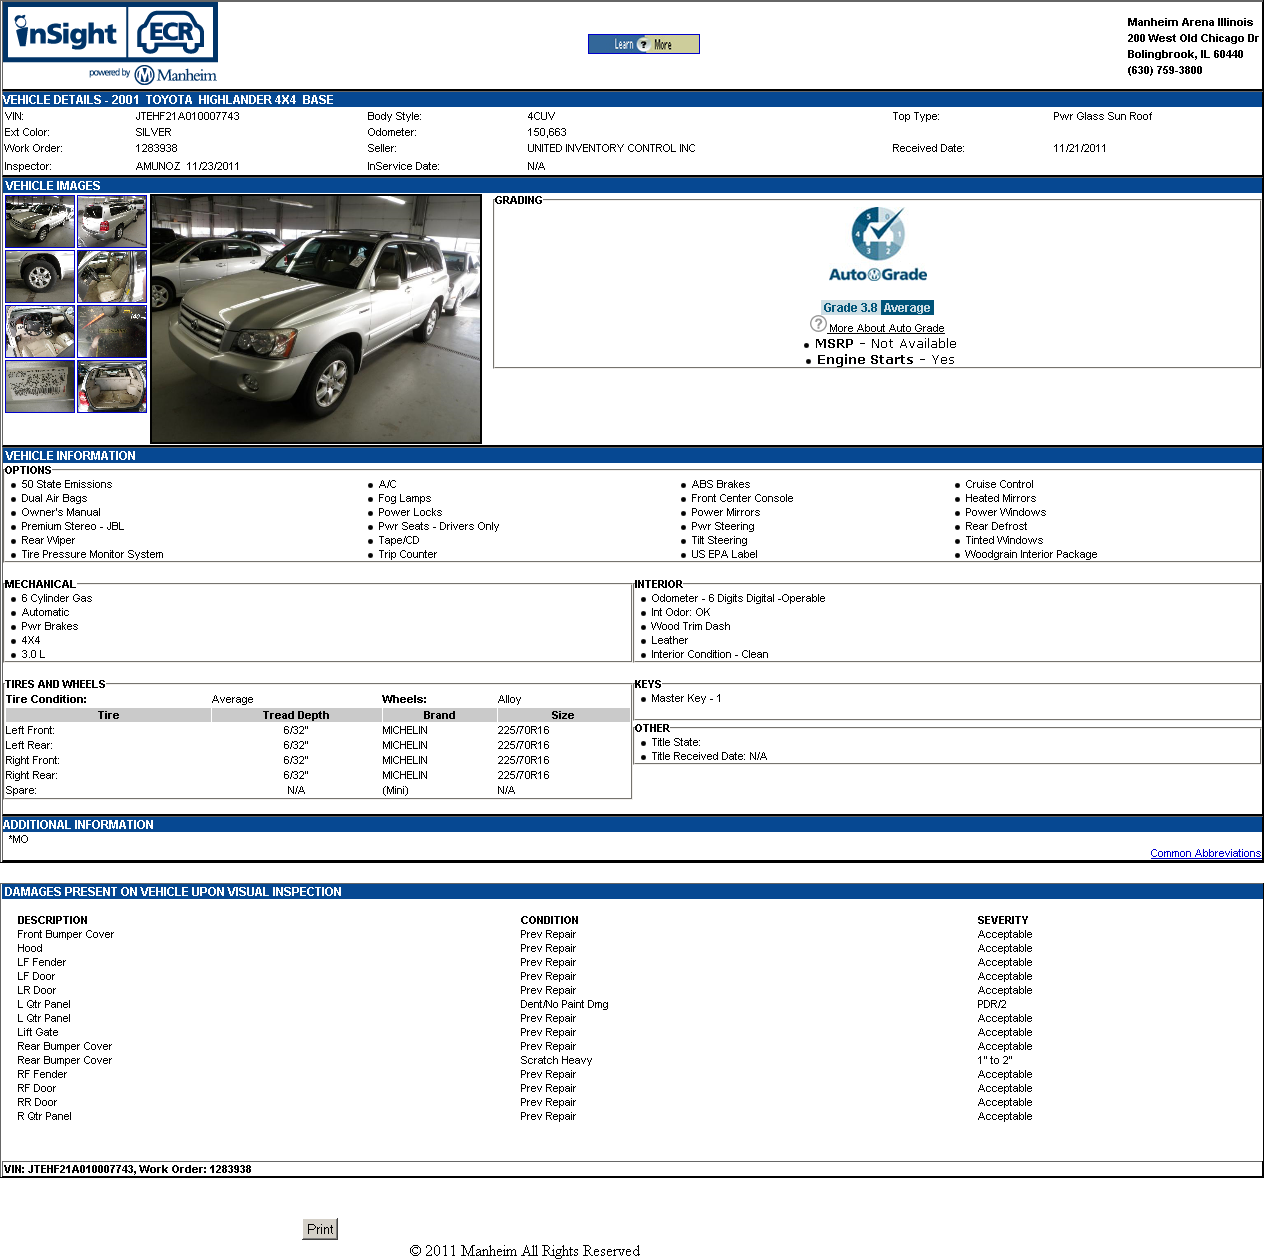 inSight ECR
powered by Manheim
Learn ? More
Manheim Arena Illinois
200 West Old Chicago Dr
Bolingbrook, IL 60440
(630) 759-3800
VEHICLE DETAILS - 2001 TOYOTA HIGHLANDER 4X4 BASE
VIN: JTEHF21A010007743 Body Style: 4CUV Top Type: Pwr Glass Sun Roof
Ext Color: SILVER Odometer: 150,663
Work Order: 1283938 Seller: UNITED INVENTORY CONTROL INC Received Date: 11/21/2011
Inspector: AMUNOZ 11/23/2011 InService Date: N/A
VEHICLE IMAGES
GRADING
5 0 4 1 3 2
AutoGrade
Grade 3.8 Average
? More About Auto Grade
• MSRP - Not Available
• Engine Starts - Yes
VEHICLE INFORMATION
OPTIONS
• 50 State Emissions • A/C • ABS Brakes • Cruise Control
• Dual Air Bags • Fog Lamps • Front Center Console • Heated Mirrors
• Owner's Manual • Power Locks • Power Mirrors • Power Windows
• Premium Stereo - JBL • Pwr Seats - Drivers Only • Pwr Steering • Rear Defrost
• Rear Wiper • Tape/CD • Tilt Steering • Tinted Windows
• Tire Pressure Monitor System • Trip Counter • US EPA Label • Woodgrain Interior Package
MECHANICAL
• 6 Cylinder Gas
• Automatic
• Pwr Brakes
• 4X4
• 3.0 L
INTERIOR
• Odometer - 6 Digits Digital -Operable
• Int Odor: OK
• Wood Trim Dash
• Leather
• Interior Condition - Clean
TIRES AND WHEELS
Tire Condition: Average Wheels: Alloy
Tire Tread Depth Brand Size
Left Front: 6/32" MICHELIN 225/70R16
Left Rear: 6/32" MICHELIN 225/70R16
Right Front: 6/32" MICHELIN 225/70R16
Right Rear: 6/32" MICHELIN 225/70R16
Spare: N/A (Mini) N/A
KEYS
• Master Key - 1
OTHER
• Title State:
• Title Received Date: N/A
ADDITIONAL INFORMATION
*MO
Common Abbreviations
DAMAGES PRESENT ON VEHICLE UPON VISUAL INSPECTION
DESCRIPTION CONDITION SEVERITY
Front Bumper Cover Prev Repair Acceptable
Hood Prev Repair Acceptable
LF Fender Prev Repair Acceptable
LF Door Prev Repair Acceptable
LR Door Prev Repair Acceptable
L Qtr Panel Dent/No Paint Dmg PDR/2
L Qtr Panel Prev Repair Acceptable
Lift Gate Prev Repair Acceptable
Rear Bumper Cover Prev Repair Acceptable
Rear Bumper Cover Scratch Heavy 1" to 2"
RF Fender Prev Repair Acceptable
RF Door Prev Repair Acceptable
RR Door Prev Repair Acceptable
R Qtr Panel Prev Repair Acceptable
VIN: JTEHF21A010007743, Work Order: 1283938
Print
© 2011 Manheim All Rights Reserved